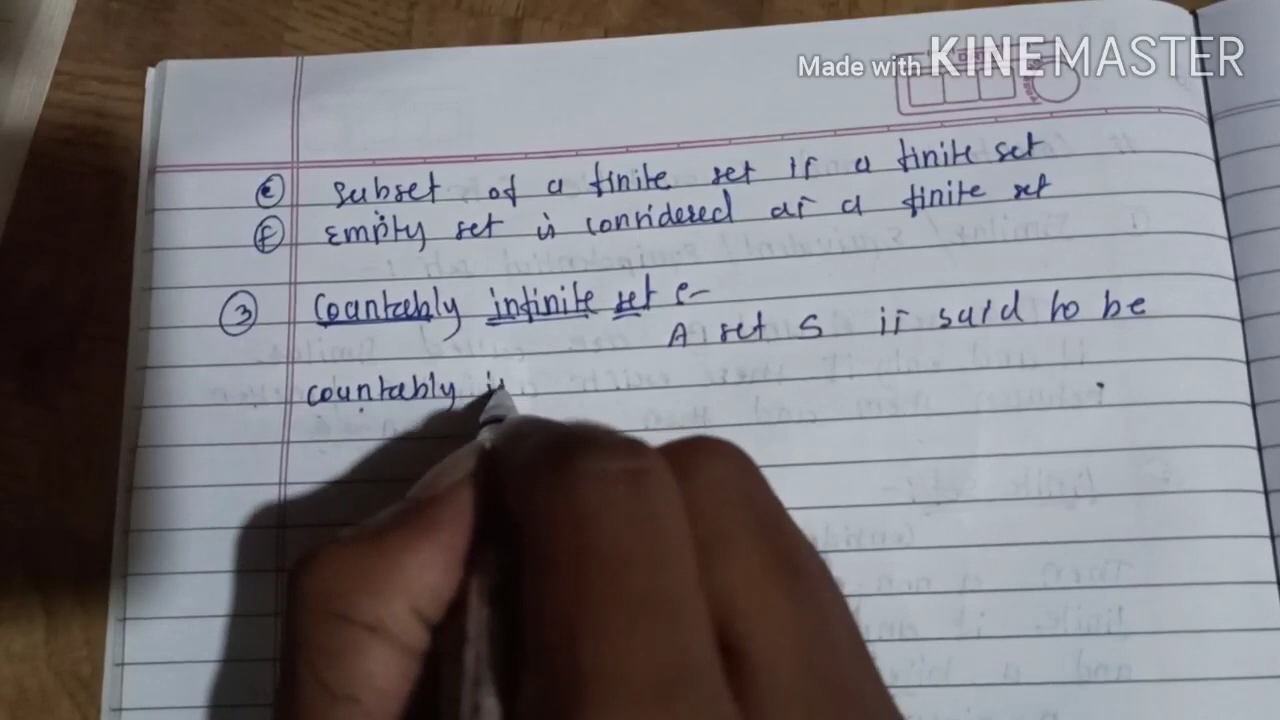 Made with KINEMASTER
(E) Subset of a finite set is a finite set
(F) Empty set is considered as a finite set
(3) Countably infinite set :-
A set S is said to be
countably i